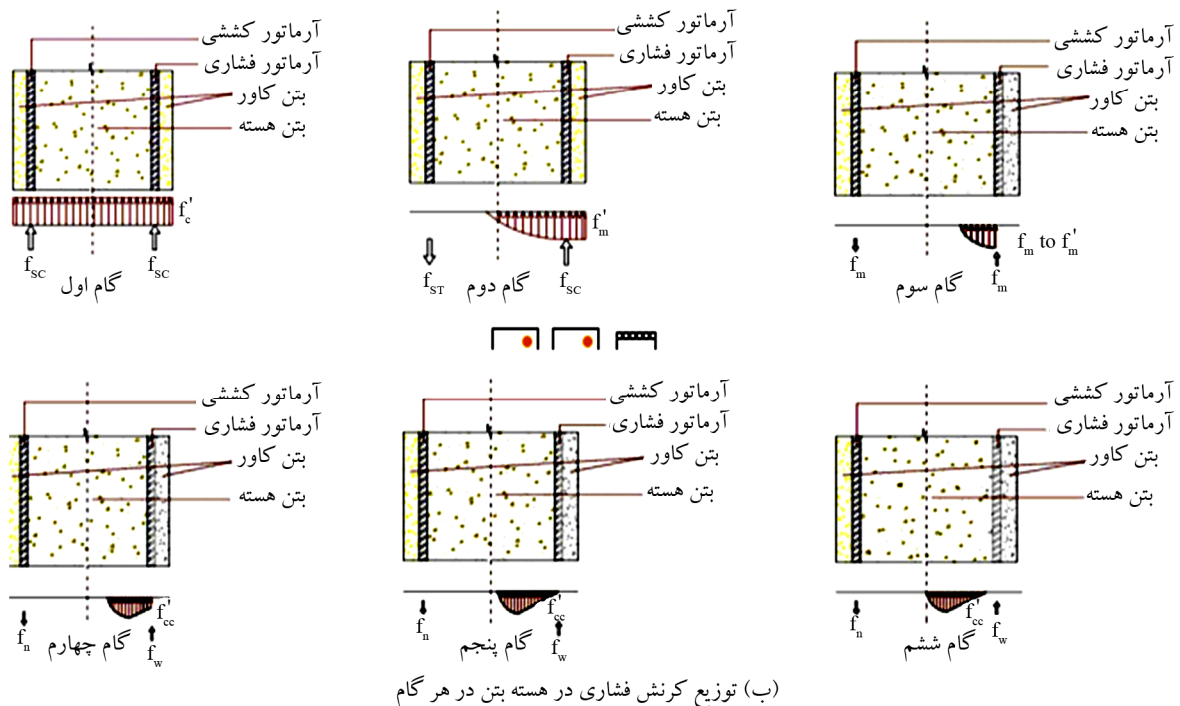 آرماتور کششی
آرماتور فشاری
بتن کاور
بتن هسته
f'c
fSC
fSC
گام اول
آرماتور کششی
آرماتور فشاری
بتن کاور
بتن هسته
f'm
fST
fSC
گام دوم
آرماتور کششی
آرماتور فشاری
بتن کاور
بتن هسته
fm to f'm
fm
fm
گام سوم
آرماتور کششی
آرماتور فشاری
بتن کاور
بتن هسته
f'cc
fn
fw
گام چهارم
آرماتور کششی
آرماتور فشاری
بتن کاور
بتن هسته
f'cc
fn
fw
گام پنجم
آرماتور کششی
آرماتور فشاری
بتن کاور
بتن هسته
f'cc
fn
fw
گام ششم
(ب) توزیع کرنش فشاری در هسته بتن در هر گام